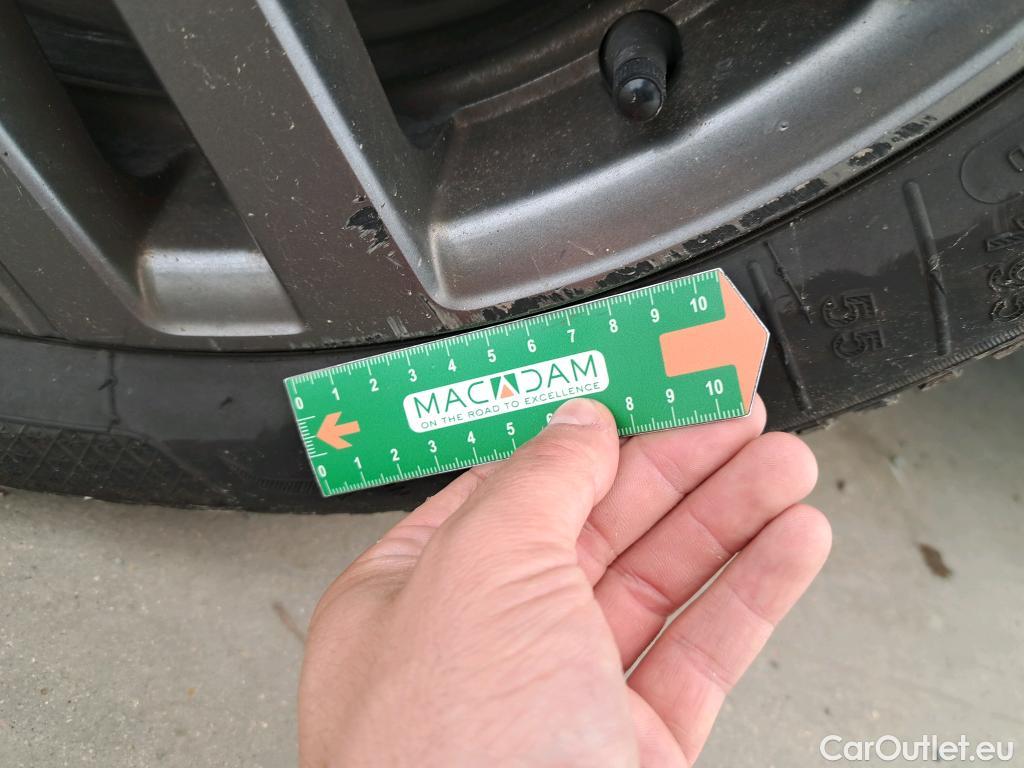 0 1 2 3 4 5 6 7 8 9 10
MACADAM
ON THE ROAD TO EXCELLENCE
0 1 2 3 4 5 6 8 9 10
55
CarOutlet.eu